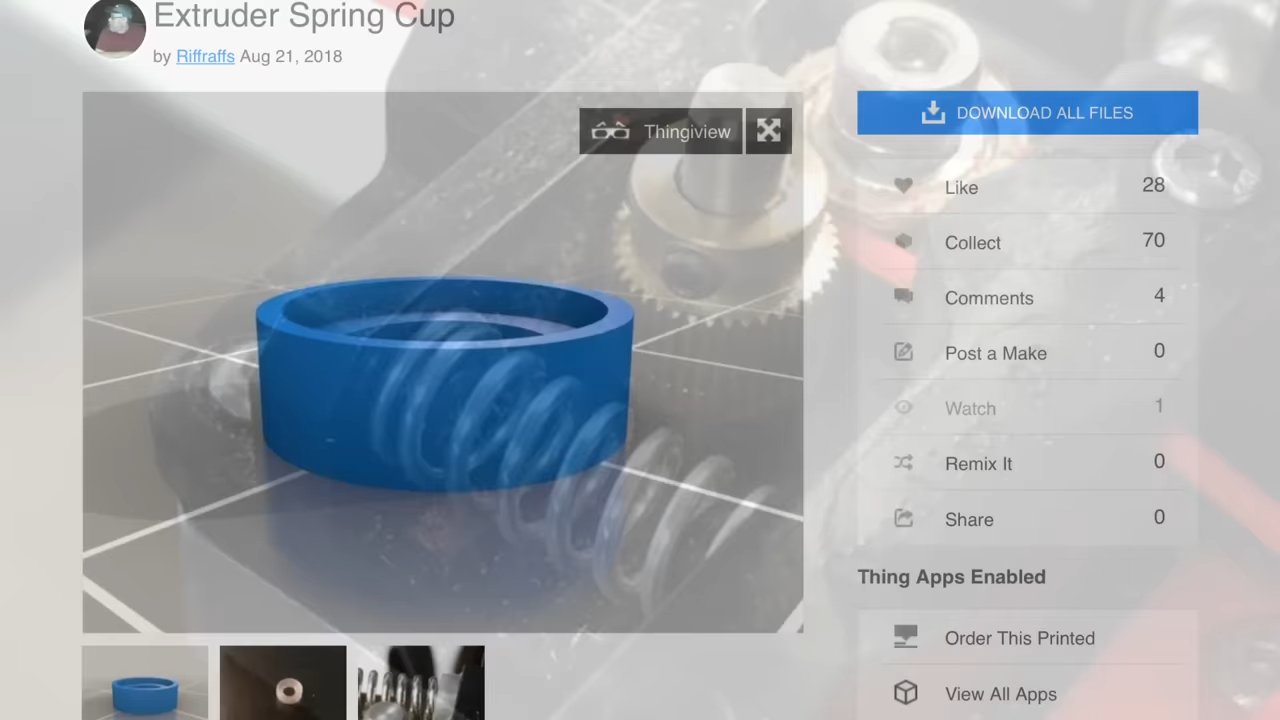 Extruder Spring Cup
by Riffraffs Aug 21, 2018
Thingiview
DOWNLOAD ALL FILES
Like 28
Collect 70
Comments 4
Post a Make 0
Watch 1
Remix It 0
Share 0
Thing Apps Enabled
Order This Printed
View All Apps